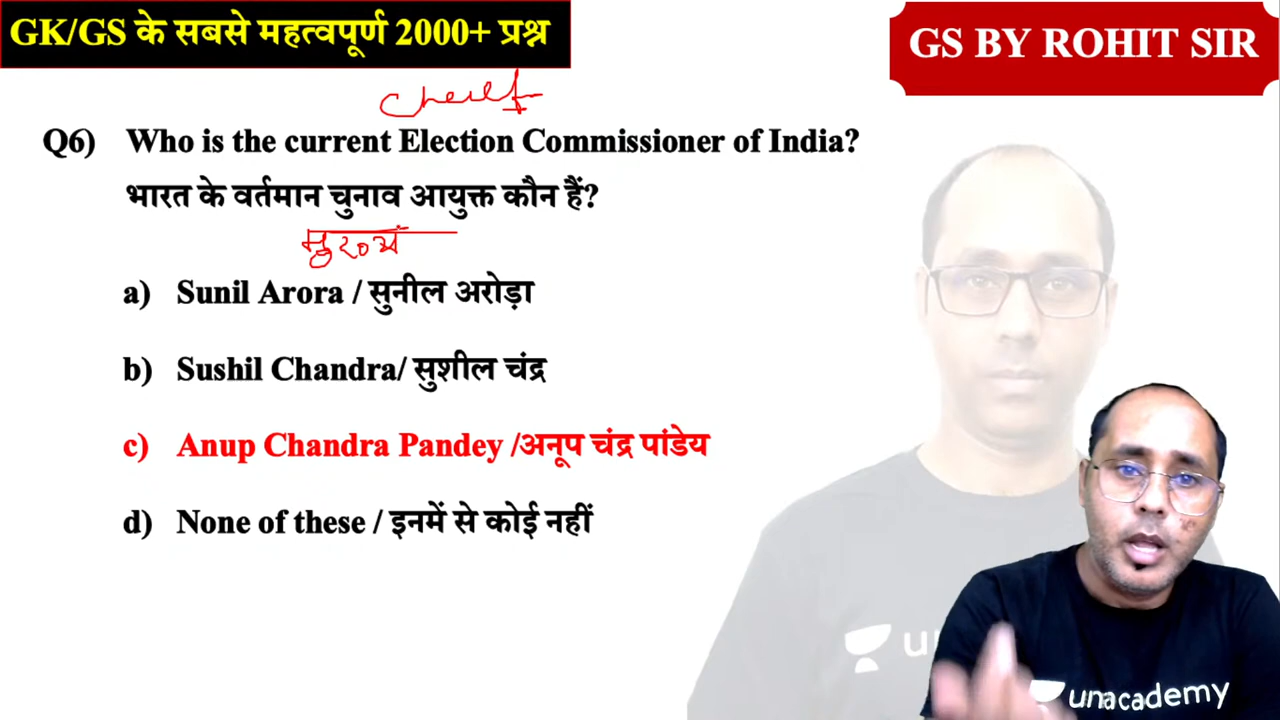 GK/GS के सबसे महत्वपूर्ण 2000+ प्रश्न
GS BY ROHIT SIR
Q6) Who is the current Election Commissioner of India?
भारत के वर्तमान चुनाव आयुक्त कौन हैं?
a) Sunil Arora / सुनील अरोड़ा
b) Sushil Chandra/ सुशील चंद्र
c) Anup Chandra Pandey /अनूप चंद्र पांडेय
d) None of these / इनमें से कोई नहीं
unacademy